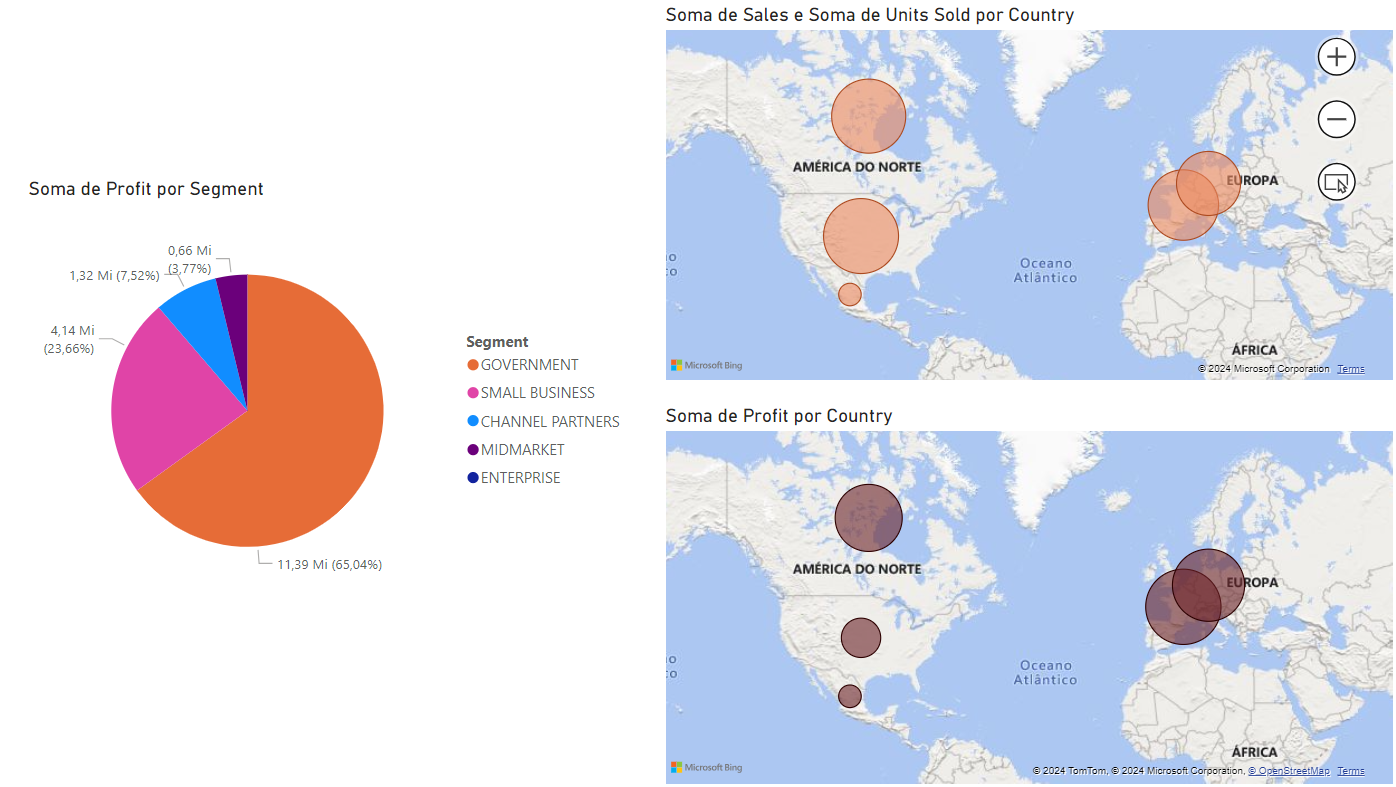 Soma de Profit por Segment
0,66 Mi
(3,77%)
1,32 Mi (7,52%)
4,14 Mi
(23,66%)
11,39 Mi (65,04%)
Segment
GOVERNMENT
SMALL BUSINESS
CHANNEL PARTNERS
MIDMARKET
ENTERPRISE
Soma de Sales e Soma de Units Sold por Country
AMÉRICA DO NORTE
EUROPA
Oceano
Atlântico
ÁFRICA
Microsoft Bing
© 2024 Microsoft Corporation Terms
Soma de Profit por Country
AMÉRICA DO NORTE
EUROPA
Oceano
Atlântico
ÁFRICA
Microsoft Bing
© 2024 TomTom, © 2024 Microsoft Corporation, © OpenStreetMap Terms